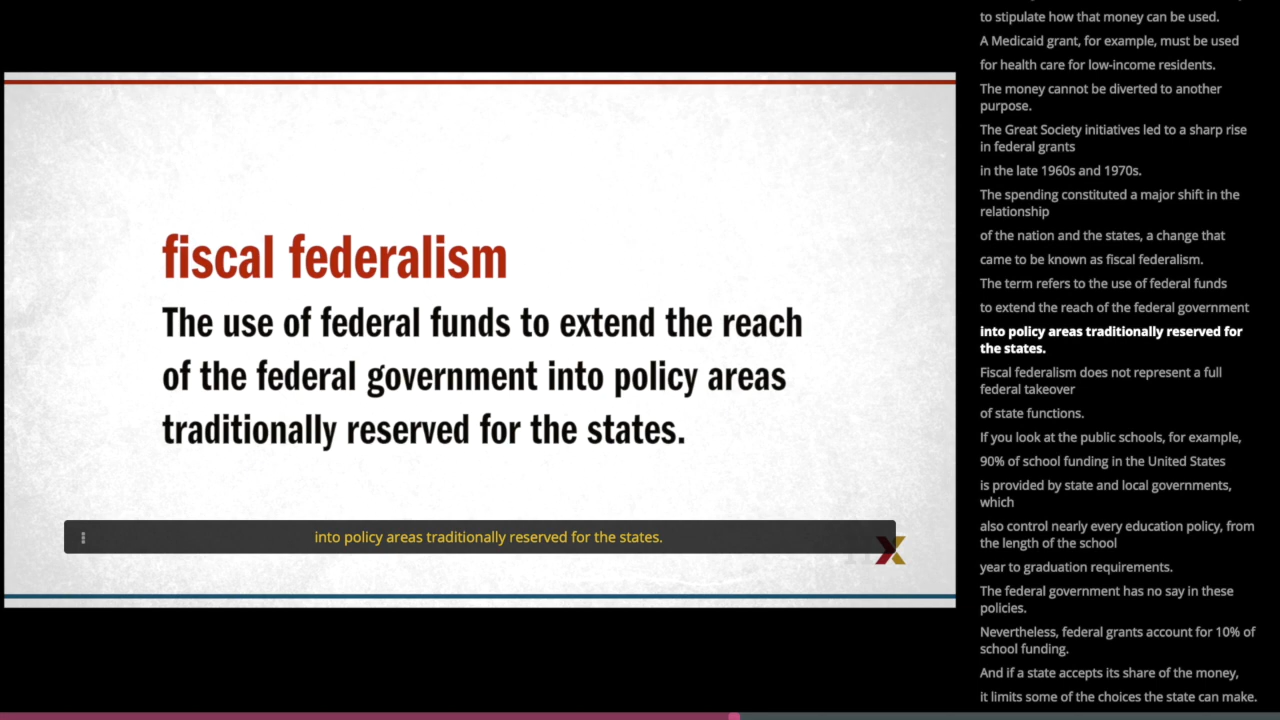 fiscal federalism
The use of federal funds to extend the reach
of the federal government into policy areas
traditionally reserved for the states.
into policy areas traditionally reserved for the states.
X
to stipulate how that money can be used.
A Medicaid grant, for example, must be used
for health care for low-income residents.
The money cannot be diverted to another
purpose.
The Great Society initiatives led to a sharp rise
in federal grants
in the late 1960s and 1970s.
The spending constituted a major shift in the
relationship
of the nation and the states, a change that
came to be known as fiscal federalism.
The term refers to the use of federal funds
to extend the reach of the federal government
into policy areas traditionally reserved for
the states.
Fiscal federalism does not represent a full
federal takeover
of state functions.
If you look at the public schools, for example,
90% of school funding in the United States
is provided by state and local governments,
which
also control nearly every education policy, from
the length of the school
year to graduation requirements.
The federal government has no say in these
policies.
Nevertheless, federal grants account for 10% of
school funding.
And if a state accepts its share of the money,
it limits some of the choices the state can make.